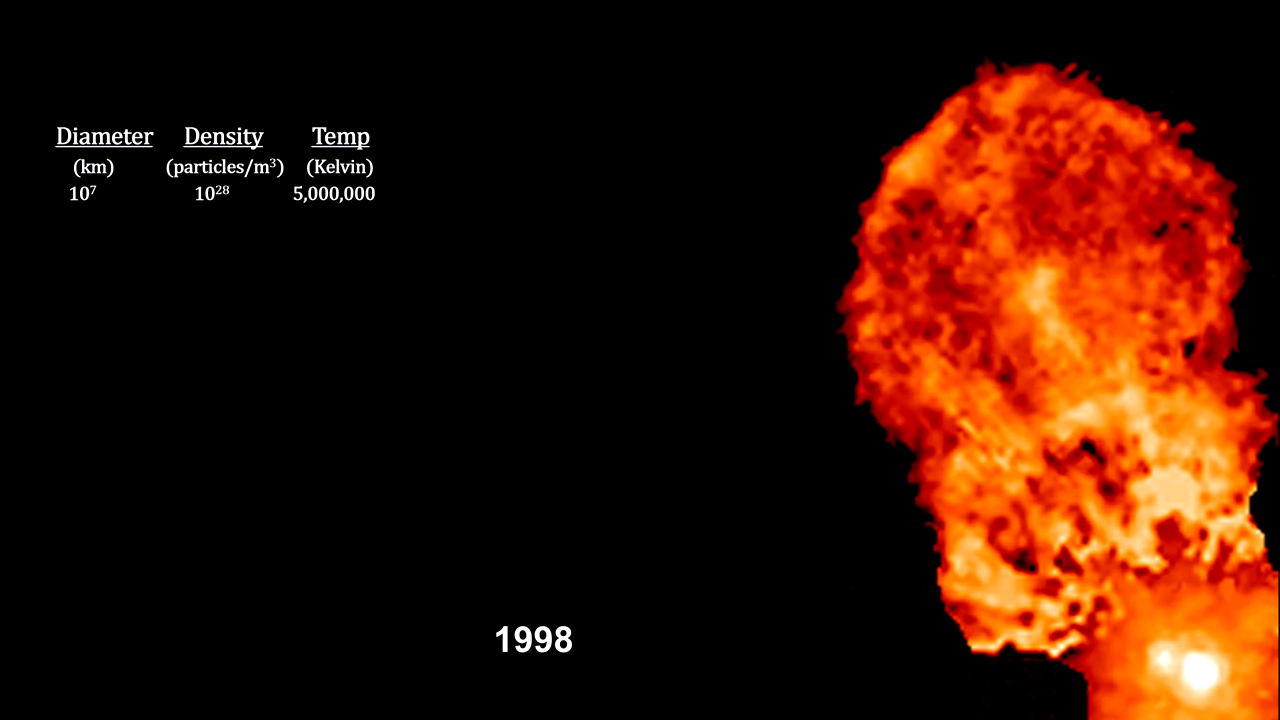 Diameter Density Temp
(km) (particles/m³) (Kelvin)
10⁷ 10²⁸ 5,000,000
1998